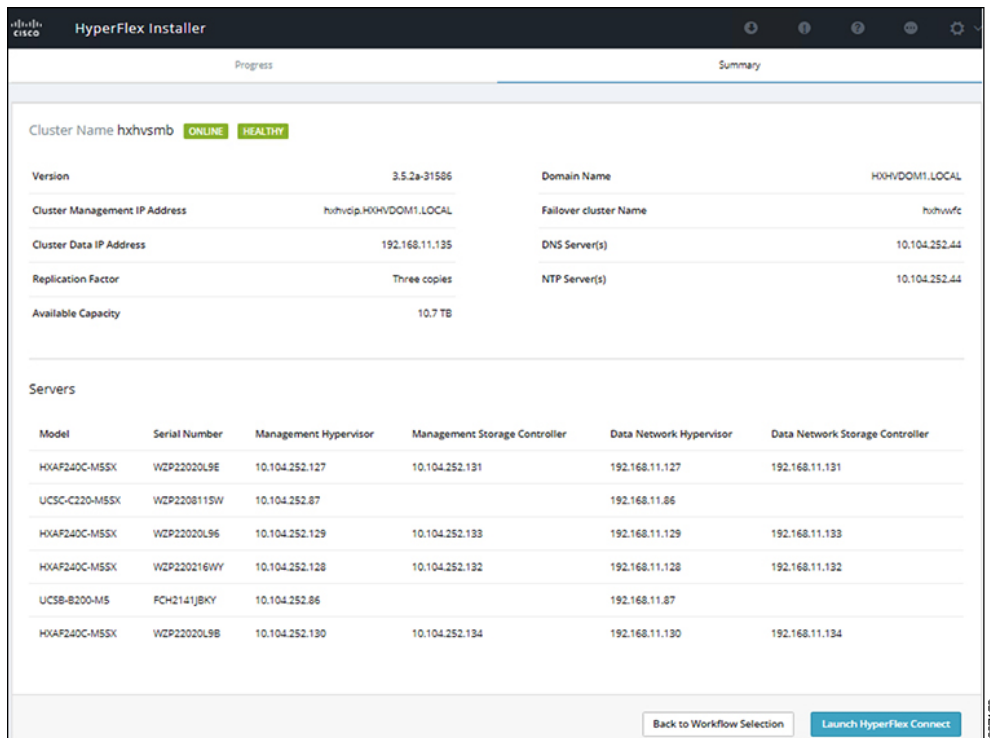 cisco HyperFlex Installer
Progress Summary
Cluster Name hxhvsmb ONLINE HEALTHY
Version 3.5.2a-31586 Domain Name HXHVDOM1.LOCAL
Cluster Management IP Address hxhvcip.HXHVDOM1.LOCAL Failover cluster Name hxhvwfc
Cluster Data IP Address 192.168.11.135 DNS Server(s) 10.104.252.44
Replication Factor Three copies NTP Server(s) 10.104.252.44
Available Capacity 10.7 TB
Servers
Model Serial Number Management Hypervisor Management Storage Controller Data Network Hypervisor Data Network Storage Controller
HXAF240C-M5SX WZP22020L9E 10.104.252.127 10.104.252.131 192.168.11.127 192.168.11.131
UCSC-C220-M5SX WZP220811SW 10.104.252.87 192.168.11.86
HXAF240C-M5SX WZP22020L96 10.104.252.129 10.104.252.133 192.168.11.129 192.168.11.133
HXAF240C-M5SX WZP220216WY 10.104.252.128 10.104.252.132 192.168.11.128 192.168.11.132
UCSB-B200-M5 FCH2141JBKY 10.104.252.86 192.168.11.87
HXAF240C-M5SX WZP22020L9B 10.104.252.130 10.104.252.134 192.168.11.130 192.168.11.134
Back to Workflow Selection Launch HyperFlex Connect